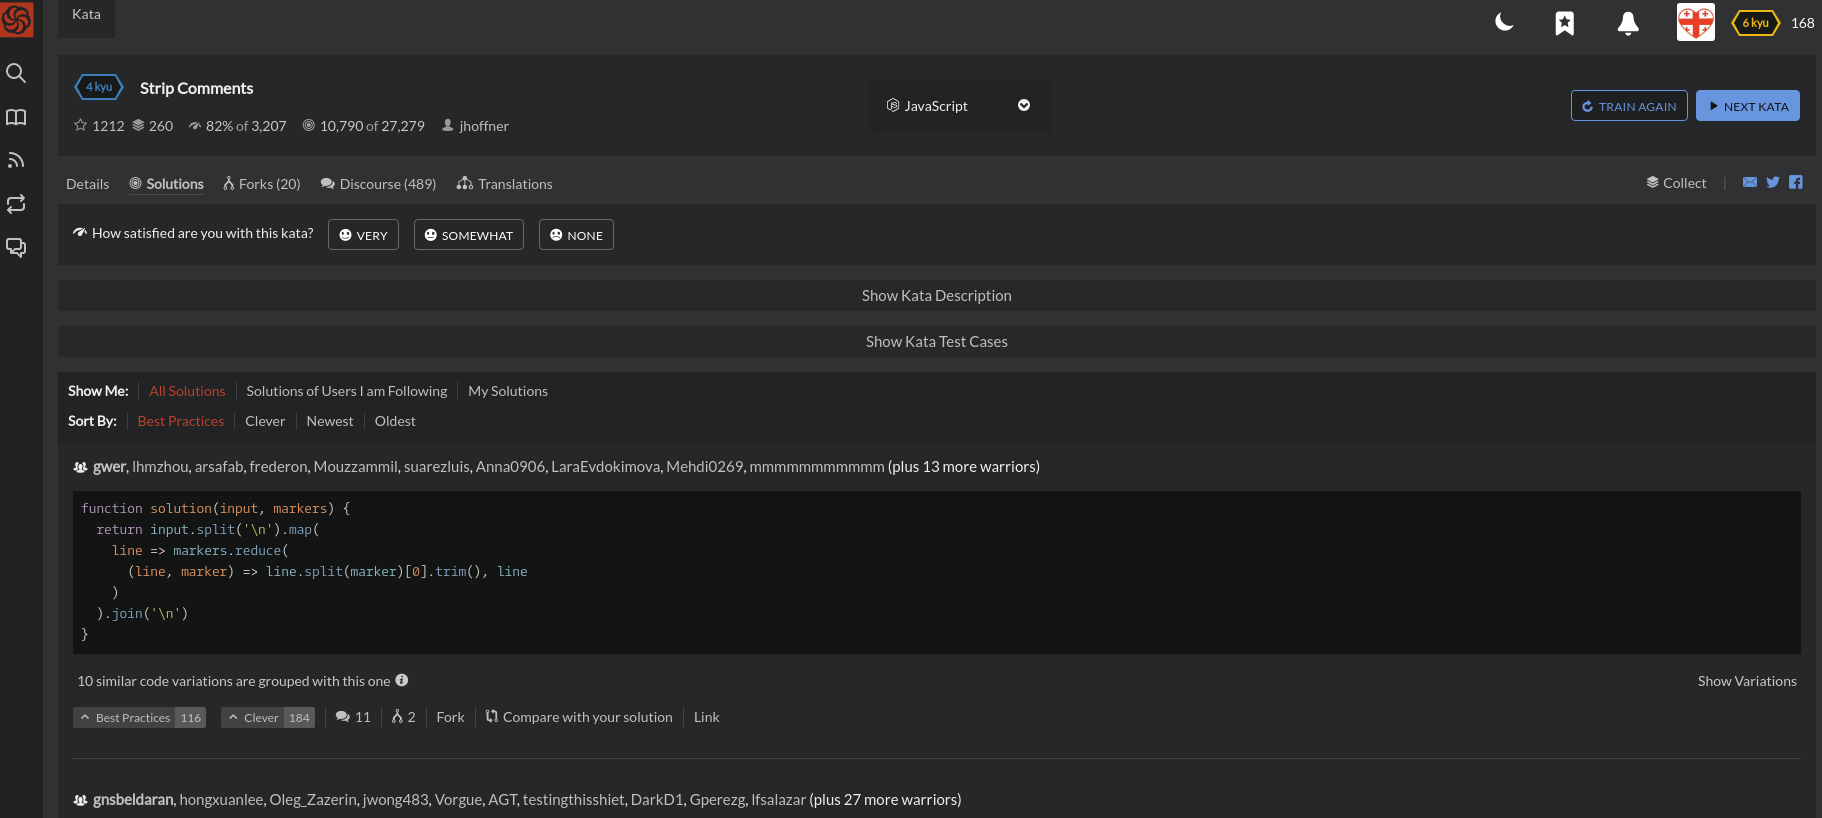 Kata
6 kyu 168
4 kyu Strip Comments
JavaScript
TRAIN AGAIN NEXT KATA
1212 260 82% of 3,207 10,790 of 27,279 jhoffner
Details Solutions Forks (20) Discourse (489) Translations
Collect
How satisfied are you with this kata? VERY SOMEWHAT NONE
Show Kata Description
Show Kata Test Cases
Show Me: All Solutions Solutions of Users I am Following My Solutions
Sort By: Best Practices Clever Newest Oldest
gwer, lhmzhou, arsafab, frederon, Mouzzammil, suarezluis, Anna0906, LaraEvdokimova, Mehdi0269, mmmmmmmmmmm (plus 13 more warriors)
function solution(input, markers) {
  return input.split('\n').map(
    line => markers.reduce(
      (line, marker) => line.split(marker)[0].trim(), line
    )
  ).join('\n')
}
10 similar code variations are grouped with this one
Show Variations
Best Practices 116 Clever 184 11 2 Fork Compare with your solution Link
gnsbeldaran, hongxuanlee, Oleg_Zazerin, jwong483, Vorgue, AGT, testingthisshiet, DarkD1, Gperezg, lfsalazar (plus 27 more warriors)